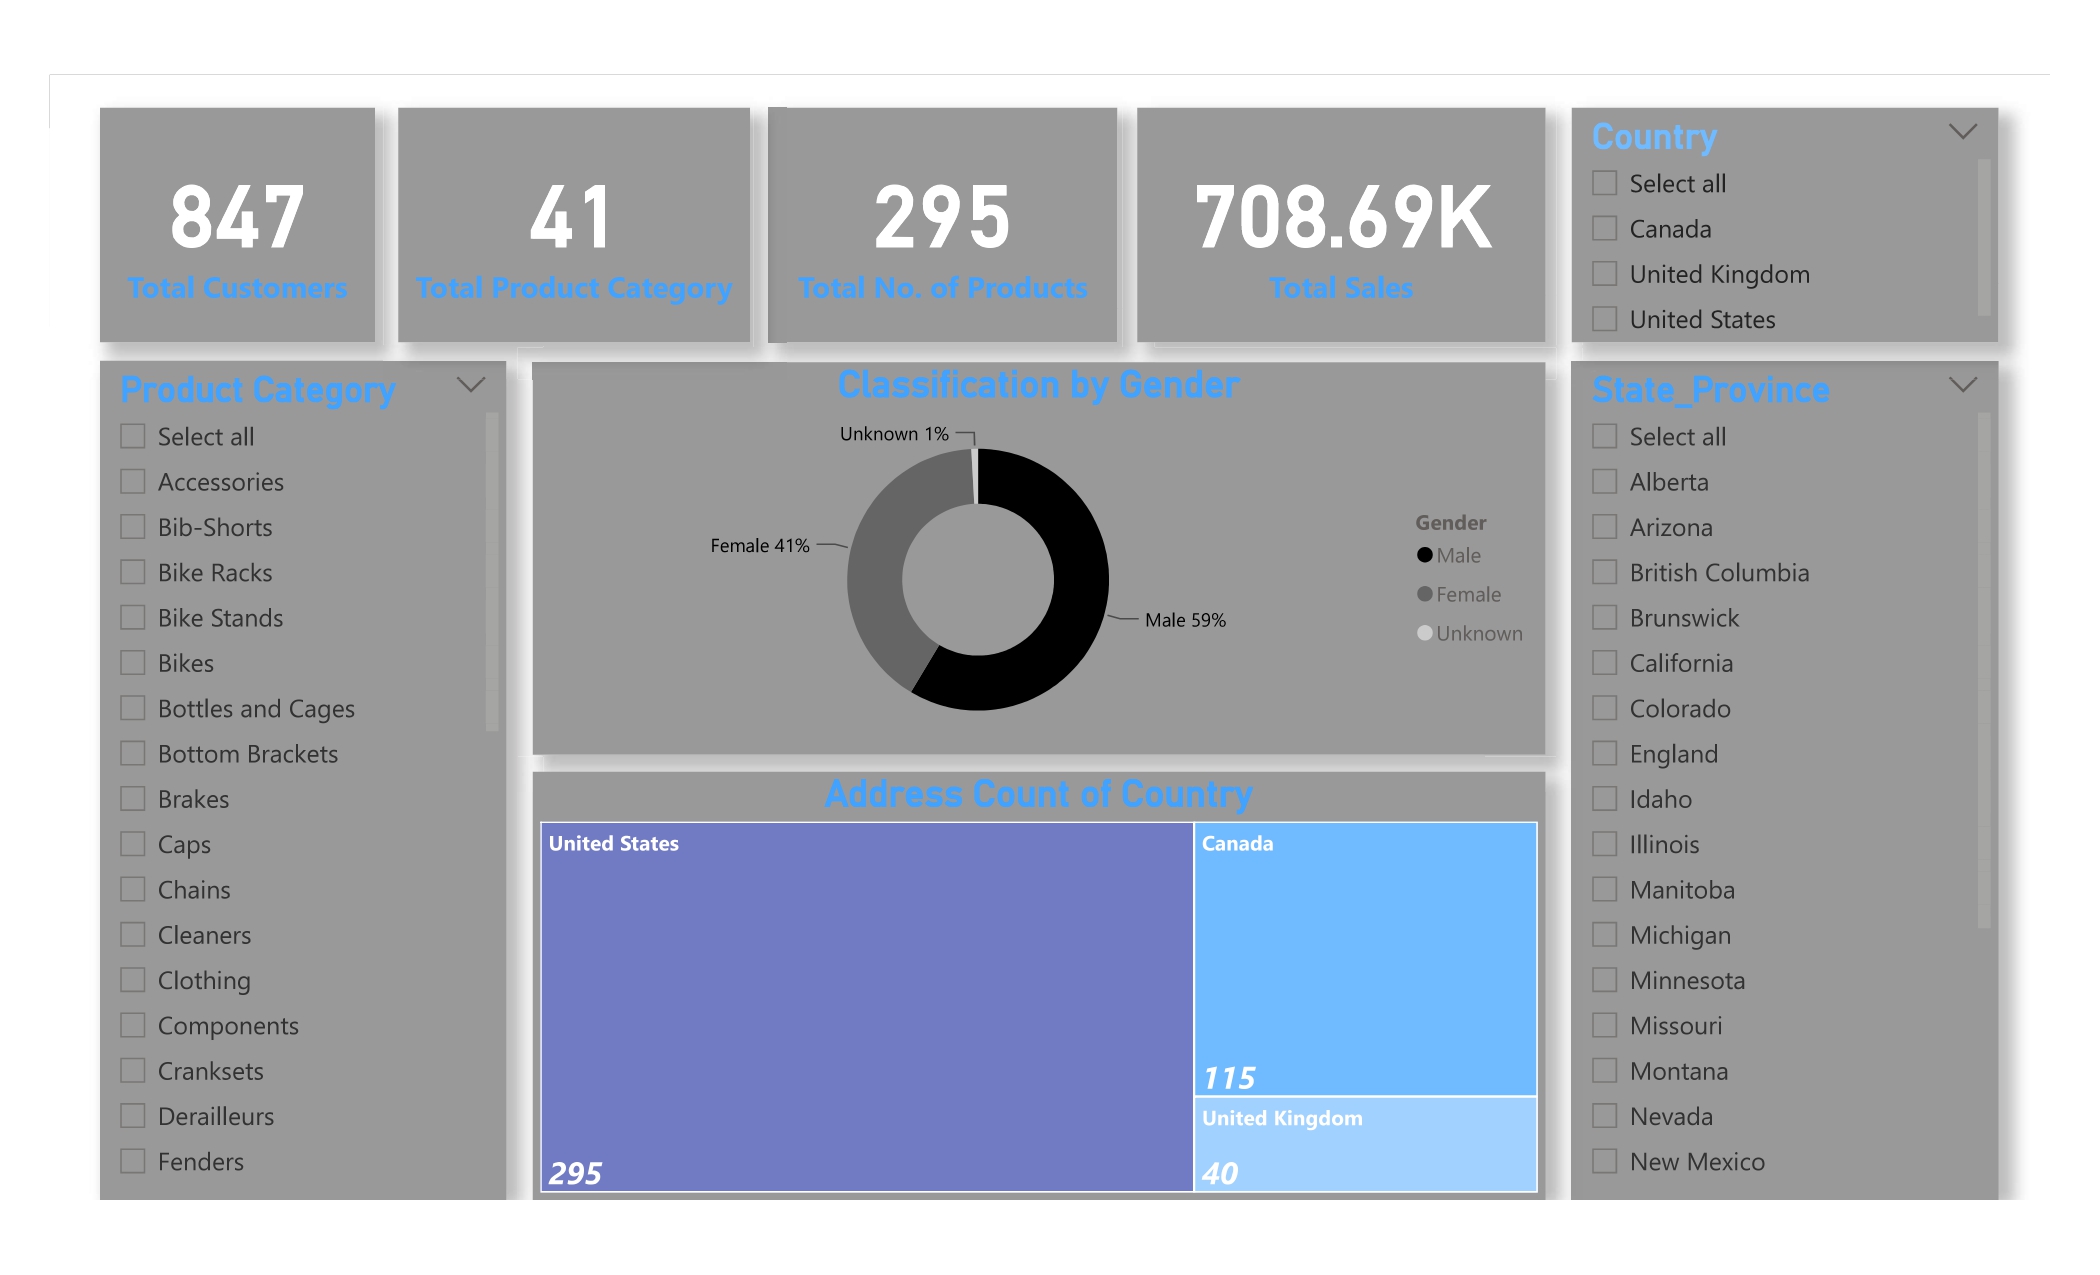 847
Total Customers
41
Total Product Category
295
Total No. of Products
708.69K
Total Sales
Country
Select all
Canada
United Kingdom
United States
Product Category
Select all
Accessories
Bib-Shorts
Bike Racks
Bike Stands
Bikes
Bottles and Cages
Bottom Brackets
Brakes
Caps
Chains
Cleaners
Clothing
Components
Cranksets
Derailleurs
Fenders
Classification by Gender
Unknown 1%
Female 41%
Male 59%
Gender
Male
Female
Unknown
Address Count of Country
United States
295
Canada
115
United Kingdom
40
State_Province
Select all
Alberta
Arizona
British Columbia
Brunswick
California
Colorado
England
Idaho
Illinois
Manitoba
Michigan
Minnesota
Missouri
Montana
Nevada
New Mexico